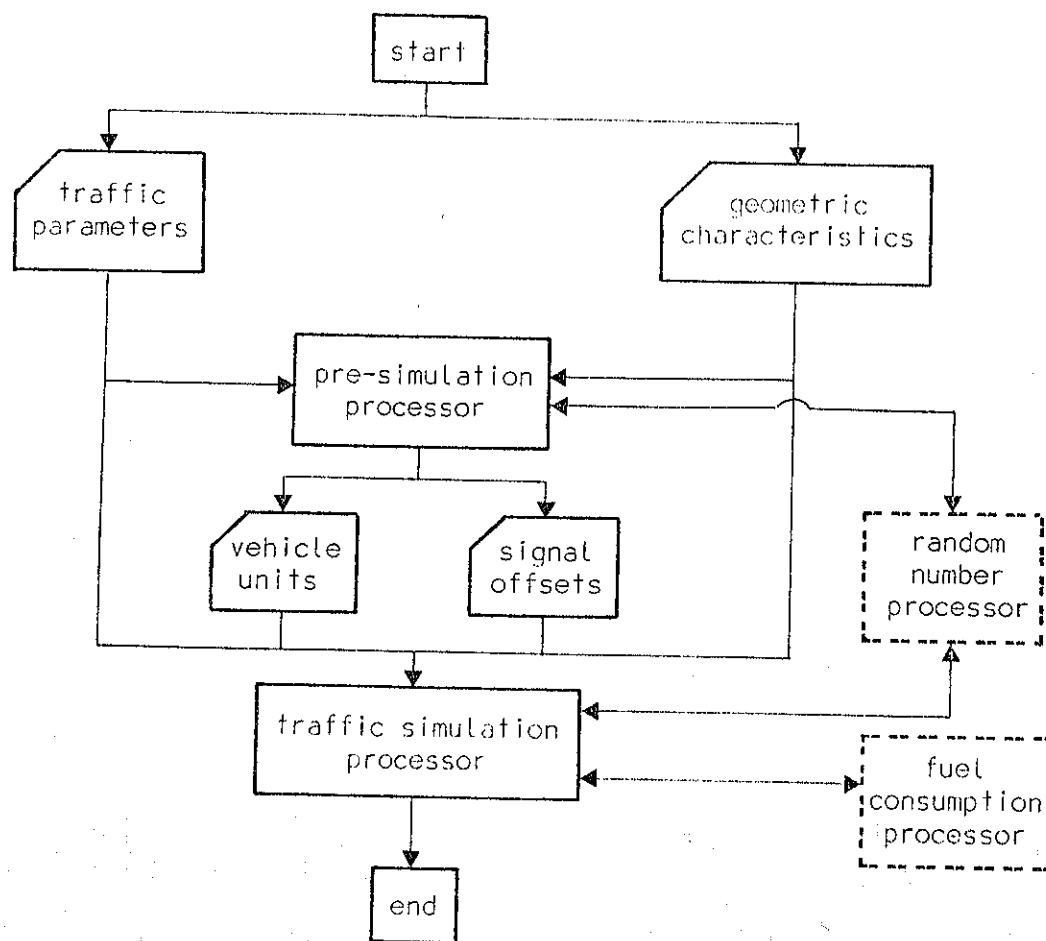 start
traffic
parameters
geometric
characteristics
pre-simulation
processor
vehicle
units
signal
offsets
random
number
processor
traffic simulation
processor
fuel
consumption
processor
end